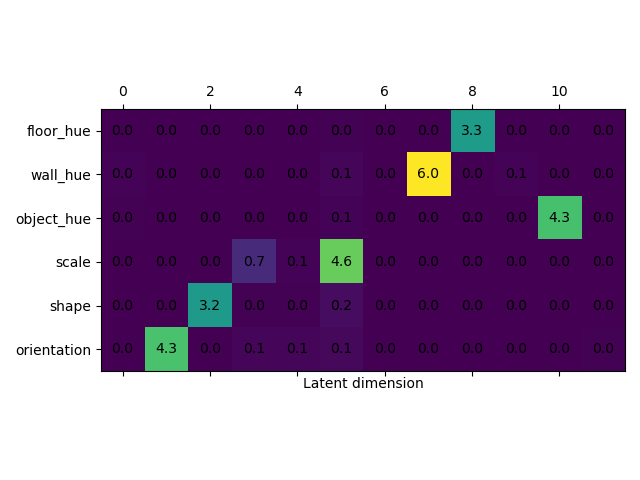 0 2 4 6 8 10
floor_hue 0.0 0.0 0.0 0.0 0.0 0.0 0.0 0.0 3.3 0.0 0.0 0.0
wall_hue 0.0 0.0 0.0 0.0 0.0 0.1 0.0 6.0 0.0 0.1 0.0 0.0
object_hue 0.0 0.0 0.0 0.0 0.0 0.1 0.0 0.0 0.0 0.0 4.3 0.0
scale 0.0 0.0 0.0 0.7 0.1 4.6 0.0 0.0 0.0 0.0 0.0 0.0
shape 0.0 0.0 3.2 0.0 0.0 0.2 0.0 0.0 0.0 0.0 0.0 0.0
orientation 0.0 4.3 0.0 0.1 0.1 0.1 0.0 0.0 0.0 0.0 0.0 0.0
Latent dimension